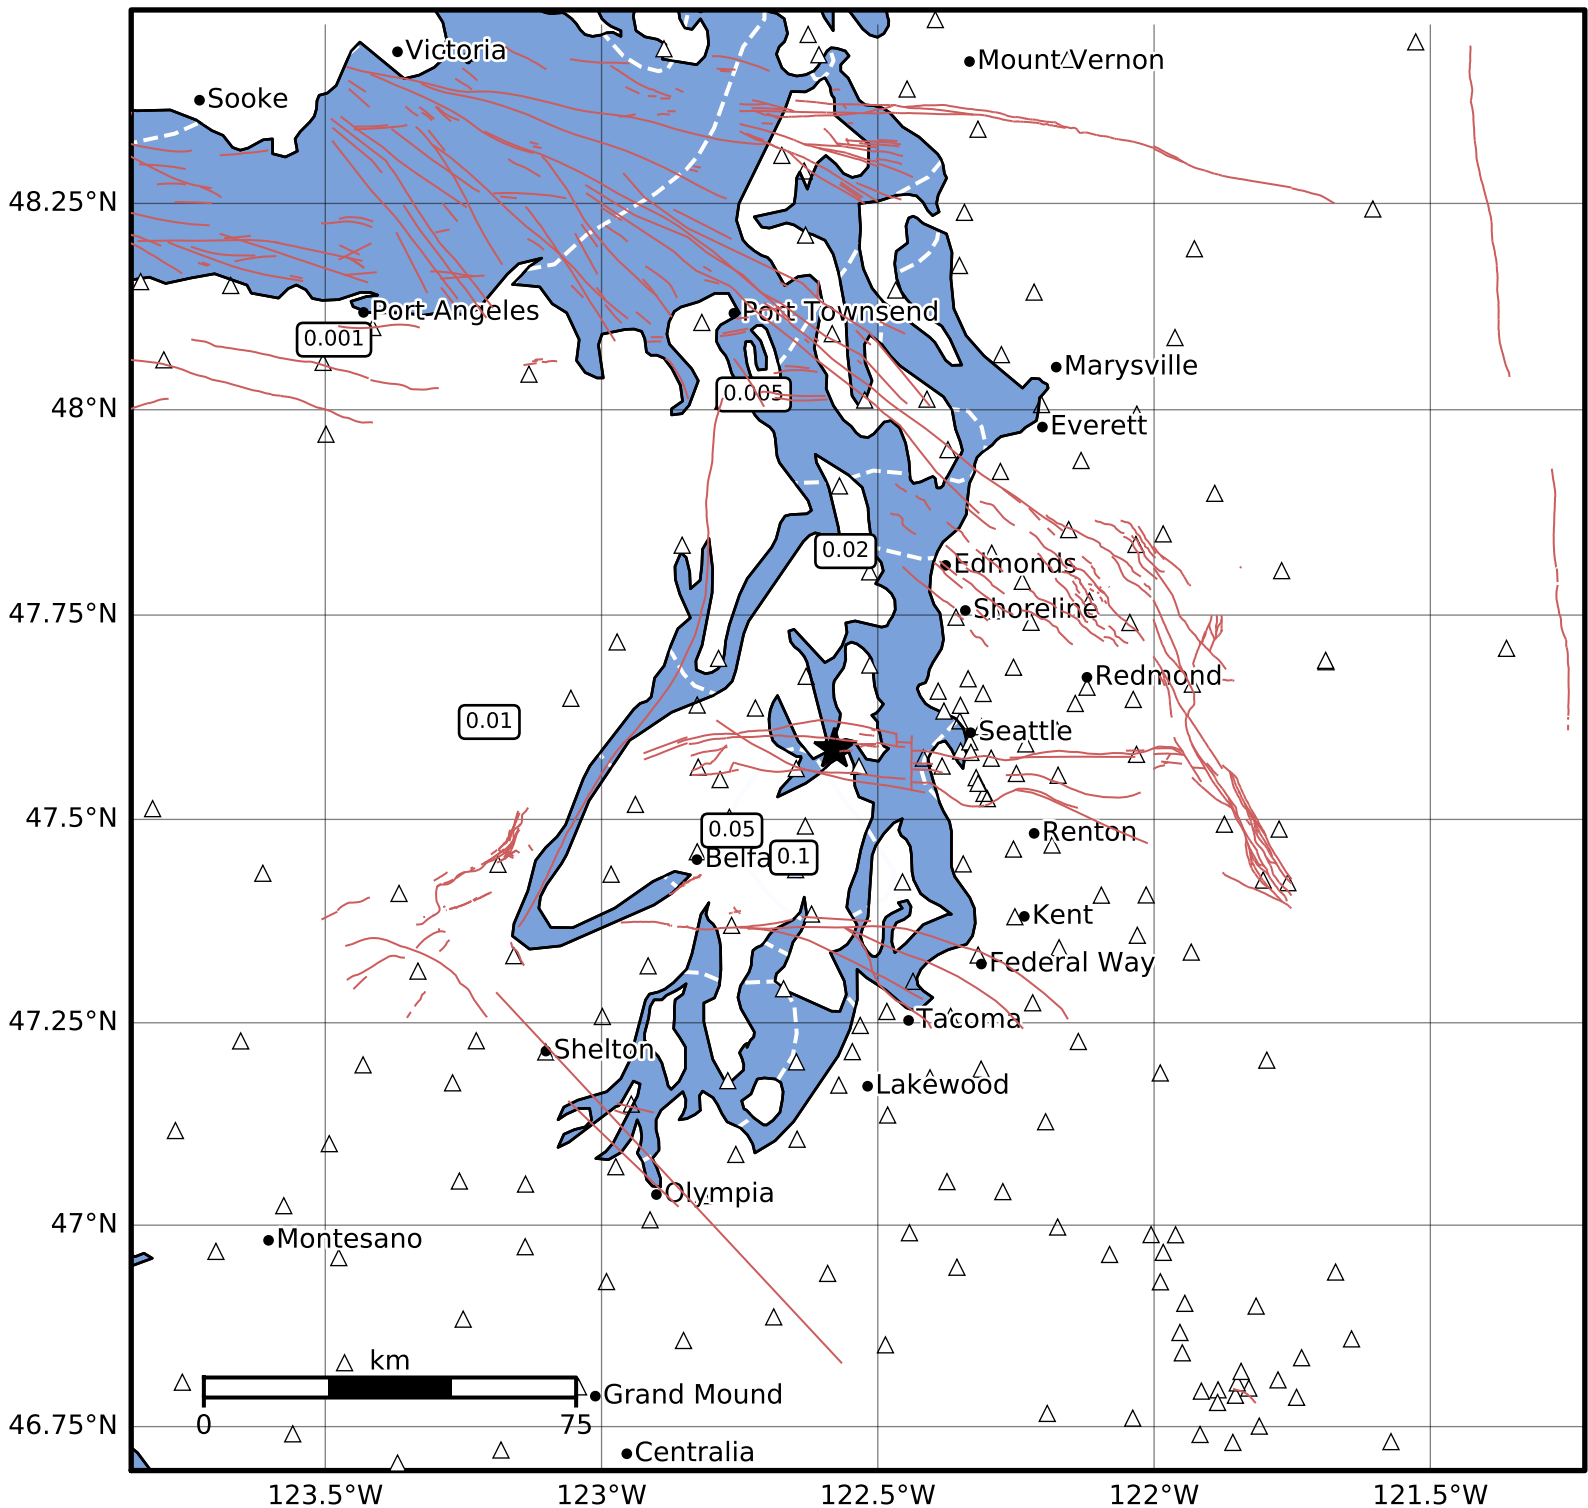 Victoria
Mount Vernon
Sooke
48.25°N
Port Angeles
Port Townsend
0.001
Marysville
0.005
48°N
Everett
0.02
Edmonds
47.75°N
Shoreline
Redmond
0.01
Seattle
47.5°N
0.05
Renton
Belfa
0.1
Kent
Federal Way
47.25°N
Tacoma
Shelton
Lakewood
Olympia
47°N
Montesano
km
Grand Mound
0
75
46.75°N
Centralia
123.5°W
123°W
122.5°W
122°W
121.5°W